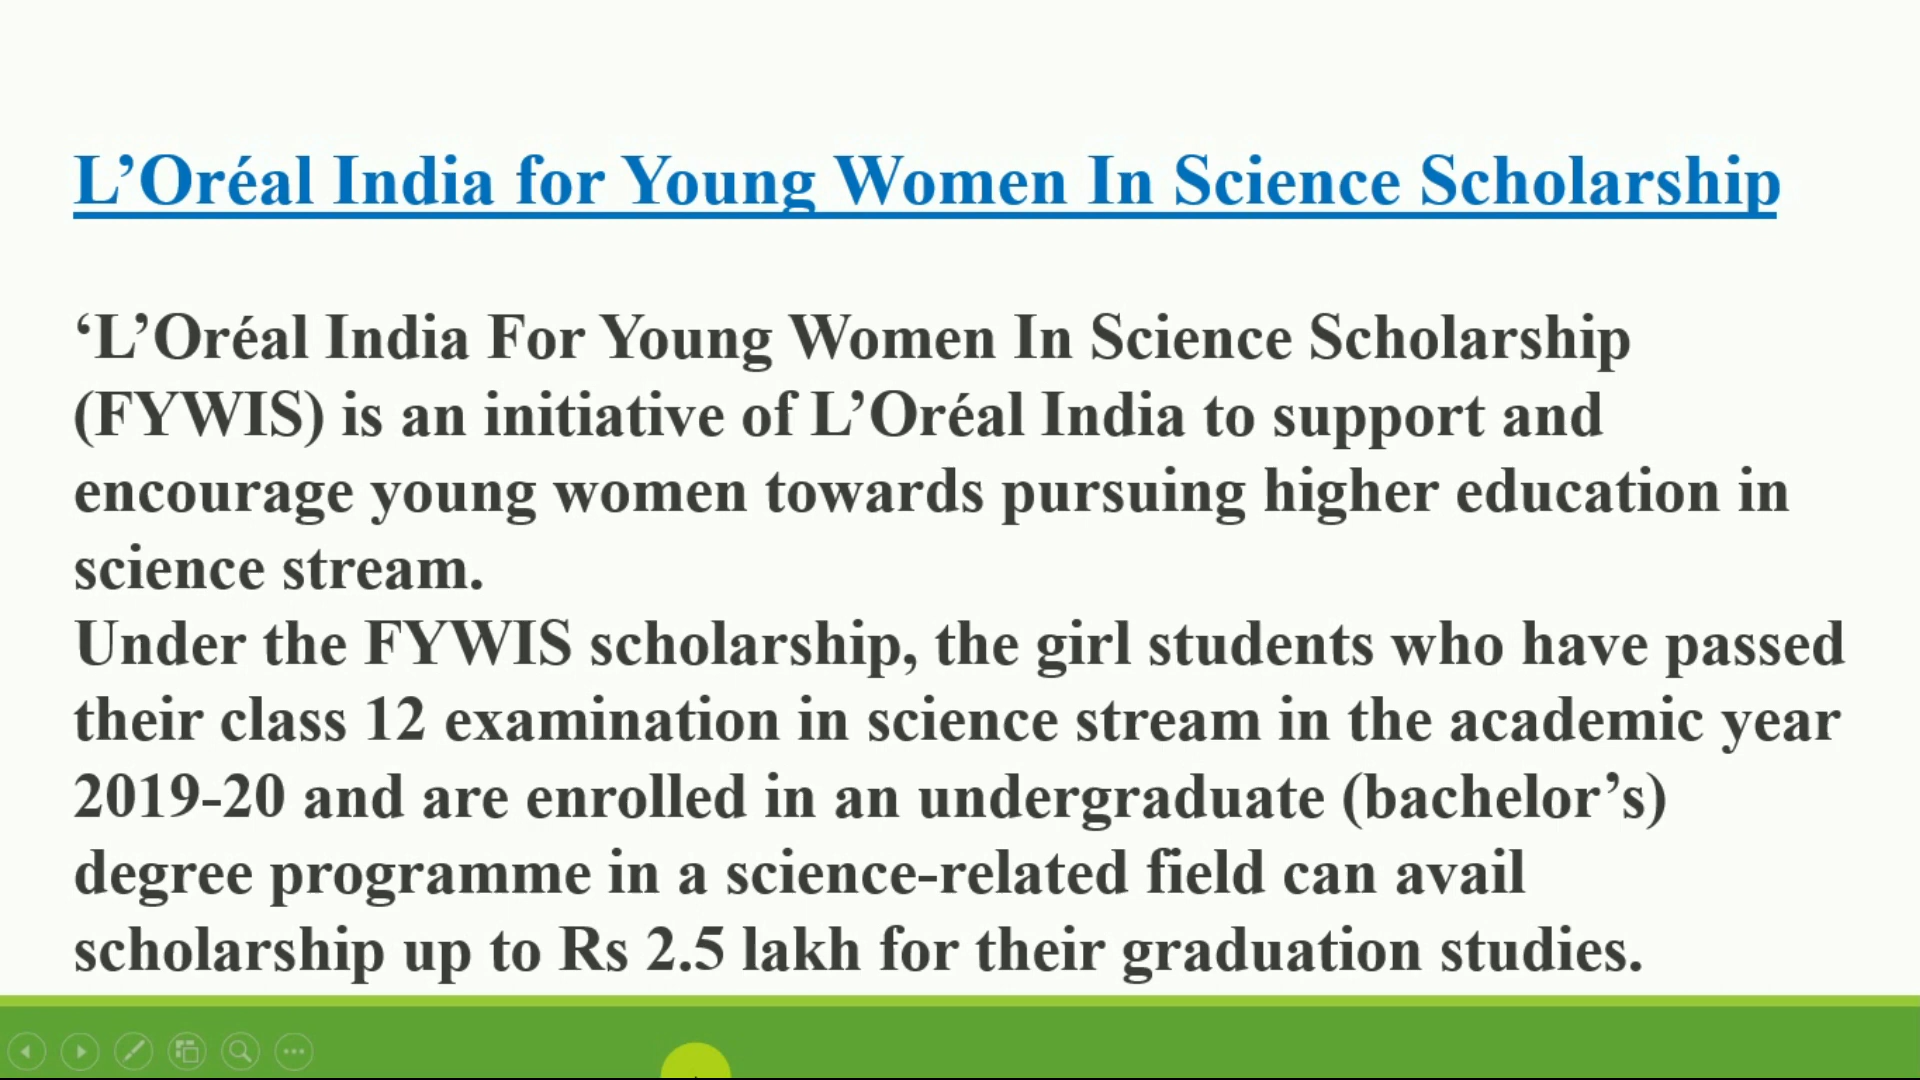 L’Oréal India for Young Women In Science Scholarship
‘L’Oréal India For Young Women In Science Scholarship
(FYWIS) is an initiative of L’Oréal India to support and
encourage young women towards pursuing higher education in
science stream.
Under the FYWIS scholarship, the girl students who have passed
their class 12 examination in science stream in the academic year
2019-20 and are enrolled in an undergraduate (bachelor’s)
degree programme in a science-related field can avail
scholarship up to Rs 2.5 lakh for their graduation studies.